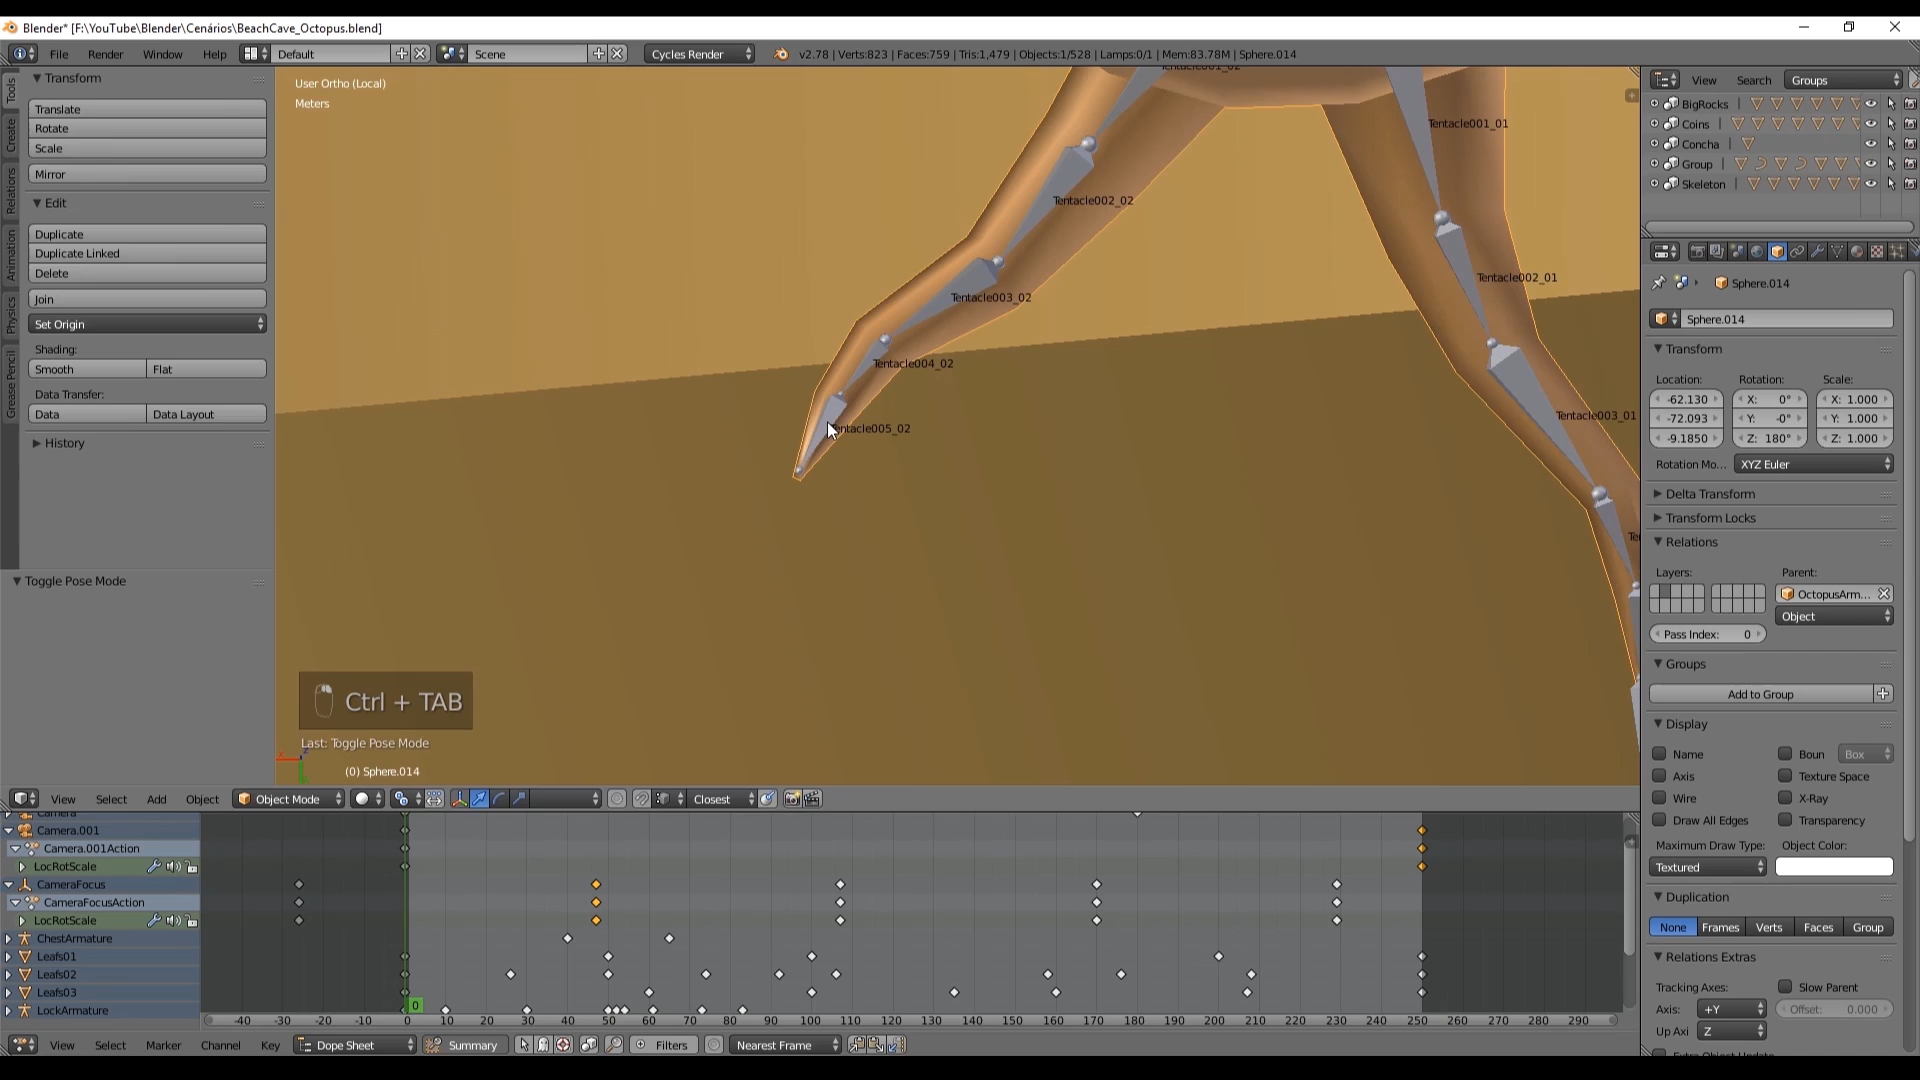 Blender* [F:\YouTube\Blender\Cenários\BeachCave_Octopus.blend]
File Render Window Help Default Scene Cycles Render v2.78 | Verts:823 | Faces:759 | Tris:1,479 | Objects:1/528 | Lamps:0/1 | Mem:83.78M | Sphere.014
Tools
Create
Relations
Animation
Physics
Grease Pencil
Transform
Translate
Rotate
Scale
Mirror
Edit
Duplicate
Duplicate Linked
Delete
Join
Set Origin
Shading:
Smooth Flat
Data Transfer:
Data Data Layout
History
Toggle Pose Mode
User Ortho (Local)
Meters
Tentacle001_02
Tentacle001_01
Tentacle002_02
Tentacle002_01
Tentacle003_02
Tentacle004_02
Tentacle003_01
Tentacle005_02
Ctrl + TAB
Last: Toggle Pose Mode
(0) Sphere.014
View Select Add Object Object Mode Closest
Camera
Camera.001
Camera.001Action
LocRotScale
CameraFocus
CameraFocusAction
LocRotScale
ChestArmature
Leafs01
Leafs02
Leafs03
LockArmature
0
-40 -30 -20 -10 0 10 20 30 40 50 60 70 80 90 100 110 120 130 140 150 160 170 180 190 200 210 220 230 240 250 260 270 280 290
View Select Marker Channel Key Dope Sheet Summary Filters Nearest Frame
View Search Groups
BigRocks
Coins
Concha
Group
Skeleton
Sphere.014
Sphere.014
Transform
Location: Rotation: Scale:
-62.130 X: 0° X: 1.000
-72.093 Y: -0° Y: 1.000
-9.1850 Z: 180° Z: 1.000
Rotation Mo... XYZ Euler
Delta Transform
Transform Locks
Relations
Layers: Parent:
OctopusArm...
Object
Pass Index: 0
Groups
Add to Group
Display
Name Boun Box
Axis Texture Space
Wire X-Ray
Draw All Edges Transparency
Maximum Draw Type: Object Color:
Textured
Duplication
None Frames Verts Faces Group
Relations Extras
Tracking Axes: Slow Parent
Axis: +Y Offset: 0.000
Up Axi Z